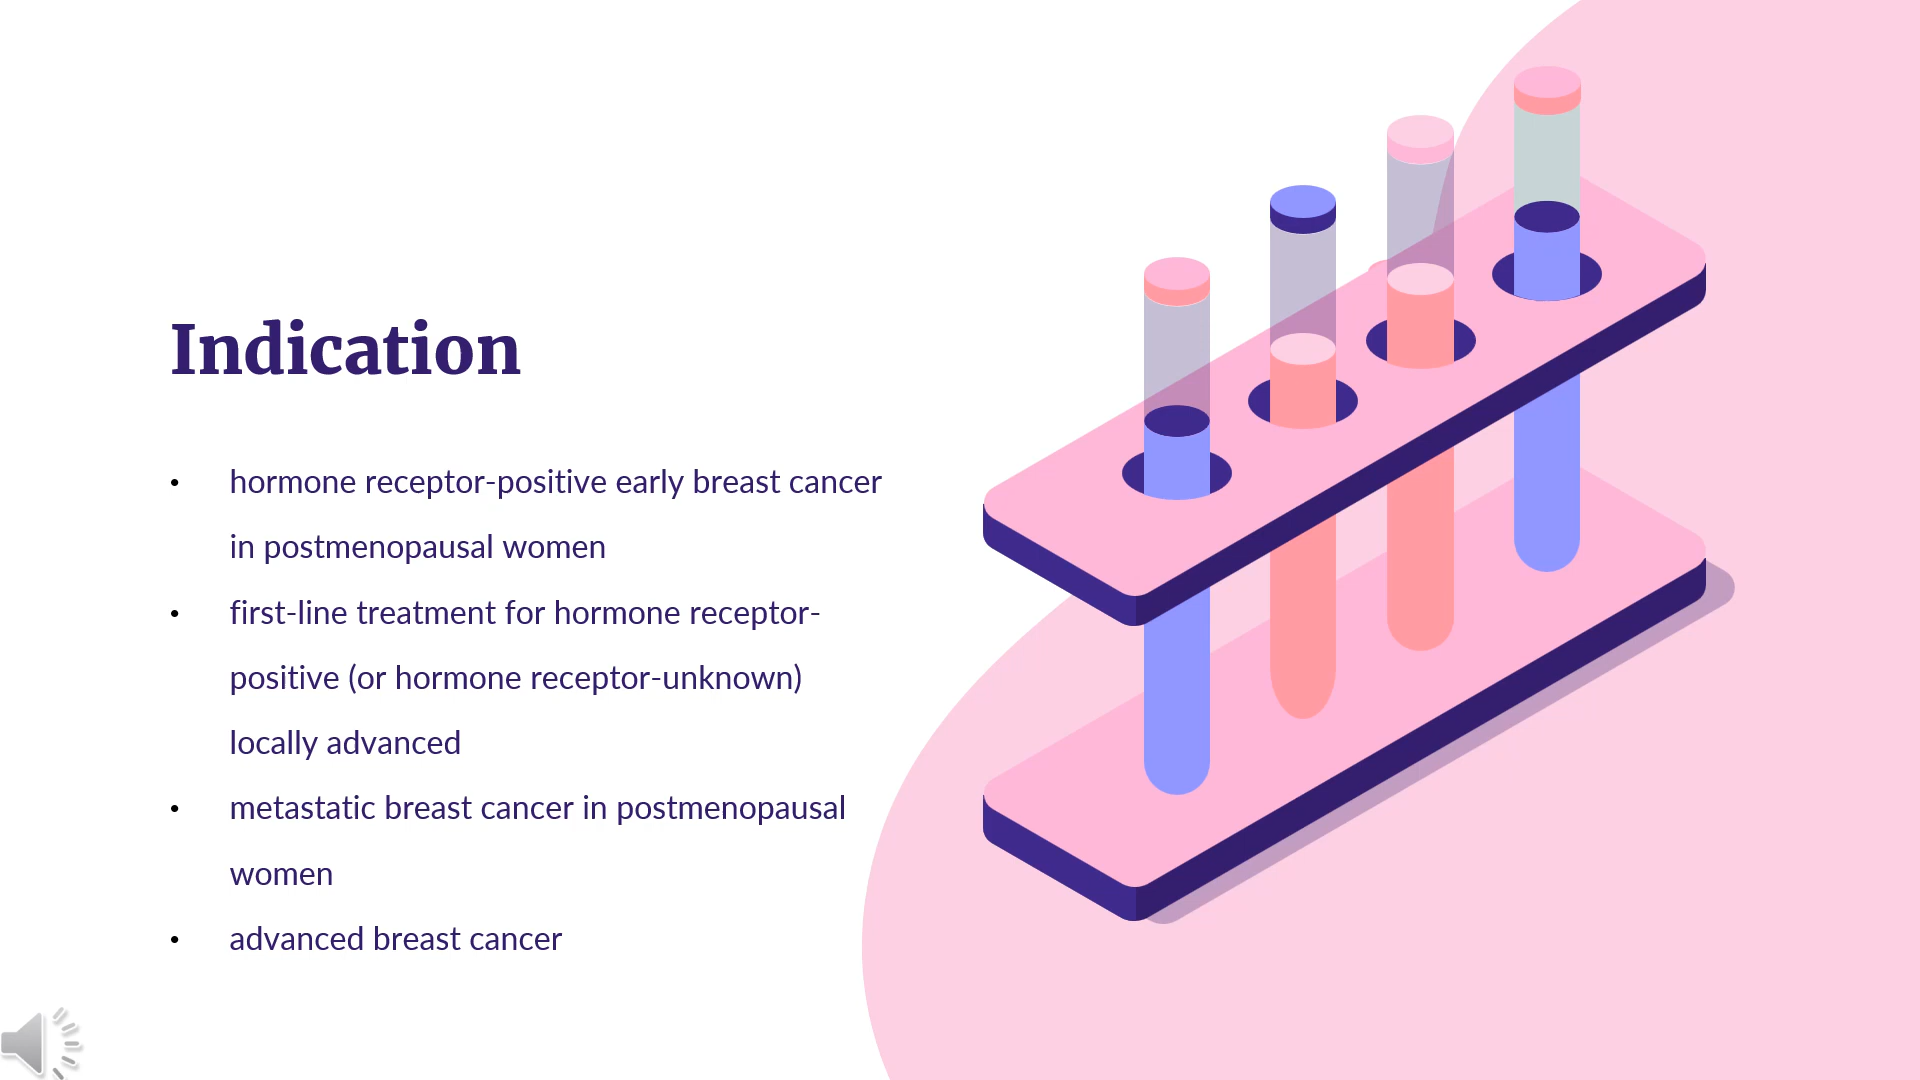 Indication
• hormone receptor-positive early breast cancer
in postmenopausal women
• first-line treatment for hormone receptor-
positive (or hormone receptor-unknown)
locally advanced
• metastatic breast cancer in postmenopausal
women
• advanced breast cancer